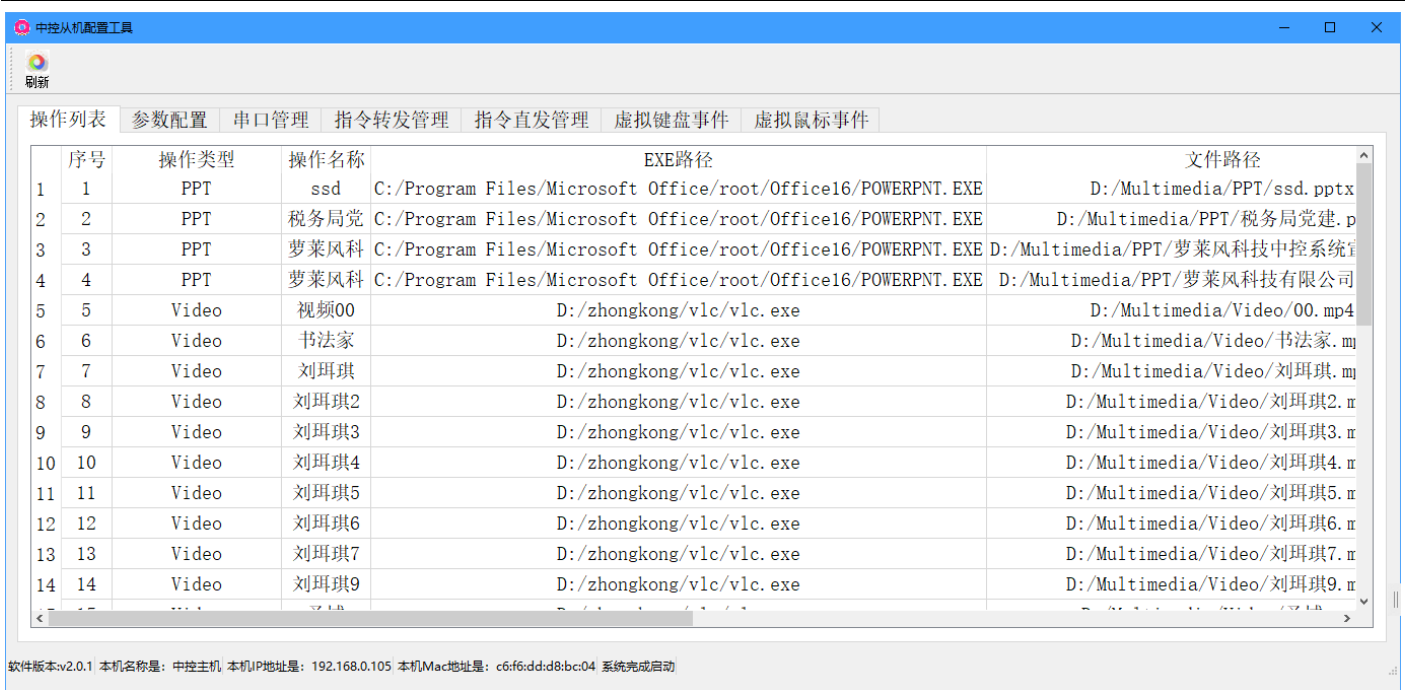 中控从机配置工具
刷新
操作列表 参数配置 串口管理 指令转发管理 指令直发管理 虚拟键盘事件 虚拟鼠标事件
序号 操作类型 操作名称 EXE路径 文件路径
1 1 PPT ssd C:/Program Files/Microsoft Office/root/Office16/POWERPNT.EXE D:/Multimedia/PPT/ssd.pptx
2 2 PPT 税务局党 C:/Program Files/Microsoft Office/root/Office16/POWERPNT.EXE D:/Multimedia/PPT/税务局党建.p
3 3 PPT 萝莱风科 C:/Program Files/Microsoft Office/root/Office16/POWERPNT.EXE D:/Multimedia/PPT/萝莱风科技中控系统
4 4 PPT 萝莱风科 C:/Program Files/Microsoft Office/root/Office16/POWERPNT.EXE D:/Multimedia/PPT/萝莱风科技有限公司
5 5 Video 视频00 D:/zhongkong/vlc/vlc.exe D:/Multimedia/Video/00.mp4
6 6 Video 书法家 D:/zhongkong/vlc/vlc.exe D:/Multimedia/Video/书法家.m
7 7 Video 刘珥琪 D:/zhongkong/vlc/vlc.exe D:/Multimedia/Video/刘珥琪.m
8 8 Video 刘珥琪2 D:/zhongkong/vlc/vlc.exe D:/Multimedia/Video/刘珥琪2.m
9 9 Video 刘珥琪3 D:/zhongkong/vlc/vlc.exe D:/Multimedia/Video/刘珥琪3.m
10 10 Video 刘珥琪4 D:/zhongkong/vlc/vlc.exe D:/Multimedia/Video/刘珥琪4.m
11 11 Video 刘珥琪5 D:/zhongkong/vlc/vlc.exe D:/Multimedia/Video/刘珥琪5.m
12 12 Video 刘珥琪6 D:/zhongkong/vlc/vlc.exe D:/Multimedia/Video/刘珥琪6.m
13 13 Video 刘珥琪7 D:/zhongkong/vlc/vlc.exe D:/Multimedia/Video/刘珥琪7.m
14 14 Video 刘珥琪9 D:/zhongkong/vlc/vlc.exe D:/Multimedia/Video/刘珥琪9.m
软件版本:v2.0.1 本机名称是：中控主机 本机IP地址是：192.168.0.105 本机Mac地址是：c6:f6:dd:d8:bc:04 系统完成启动